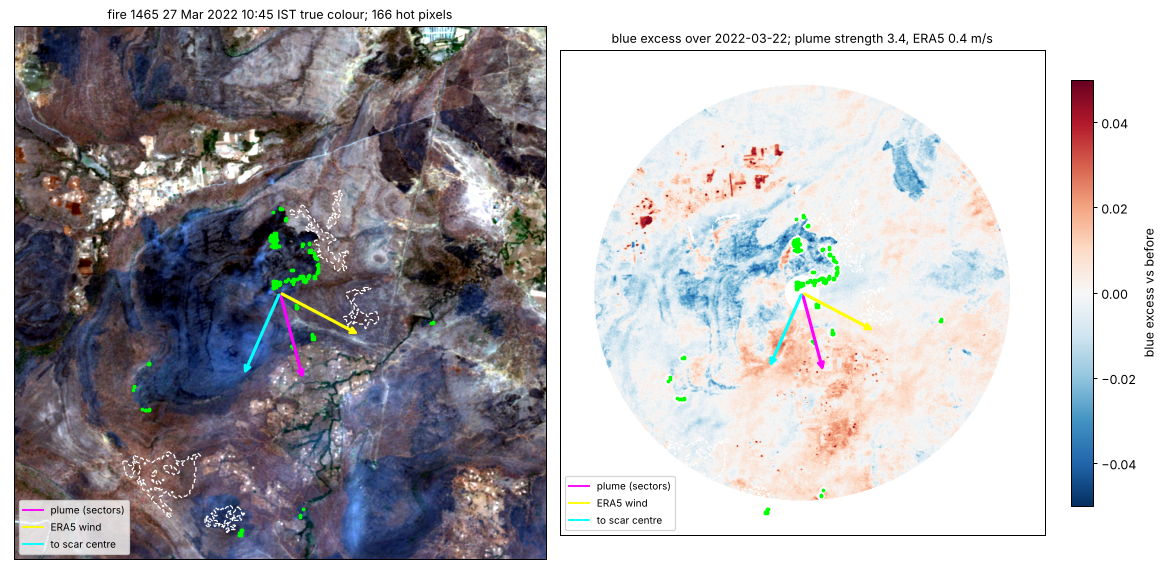 fire 1465 27 Mar 2022 10:45 IST true colour; 166 hot pixels
blue excess over 2022-03-22; plume strength 3.4, ERA5 0.4 m/s
plume (sectors)
ERA5 wind
to scar centre
plume (sectors)
ERA5 wind
to scar centre
0.04
0.02
0.00
−0.02
−0.04
blue excess vs before